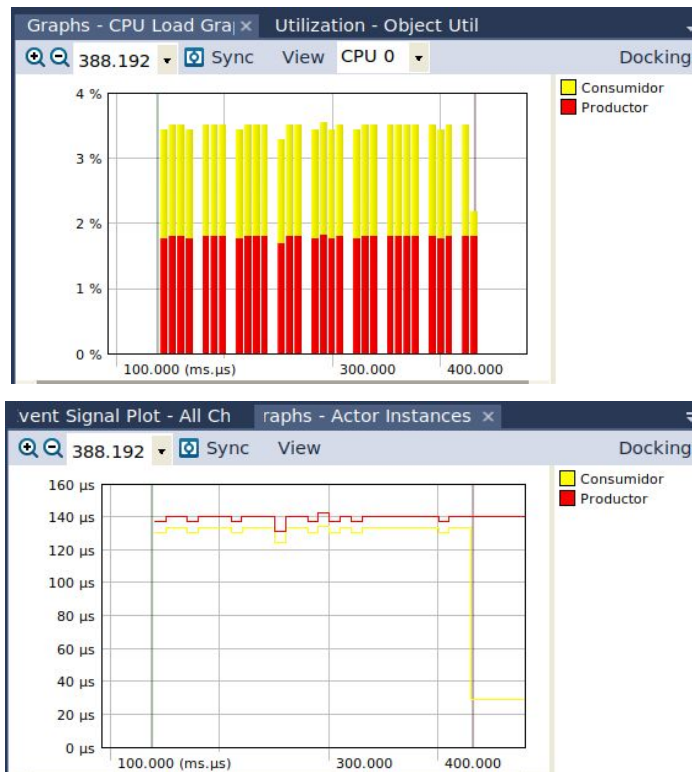 Graphs - CPU Load Gra × Utilization - Object Util
388.192 Sync View CPU 0 Docking
4 %
3 %
2 %
1 %
0 %
100.000 (ms.µs) 300.000 400.000
Consumidor
Productor
vent Signal Plot - All Ch raphs - Actor Instances ×
388.192 Sync View Docking
160 µs
140 µs
120 µs
100 µs
80 µs
60 µs
40 µs
20 µs
0 µs
100.000 (ms.µs) 300.000 400.000
Consumidor
Productor